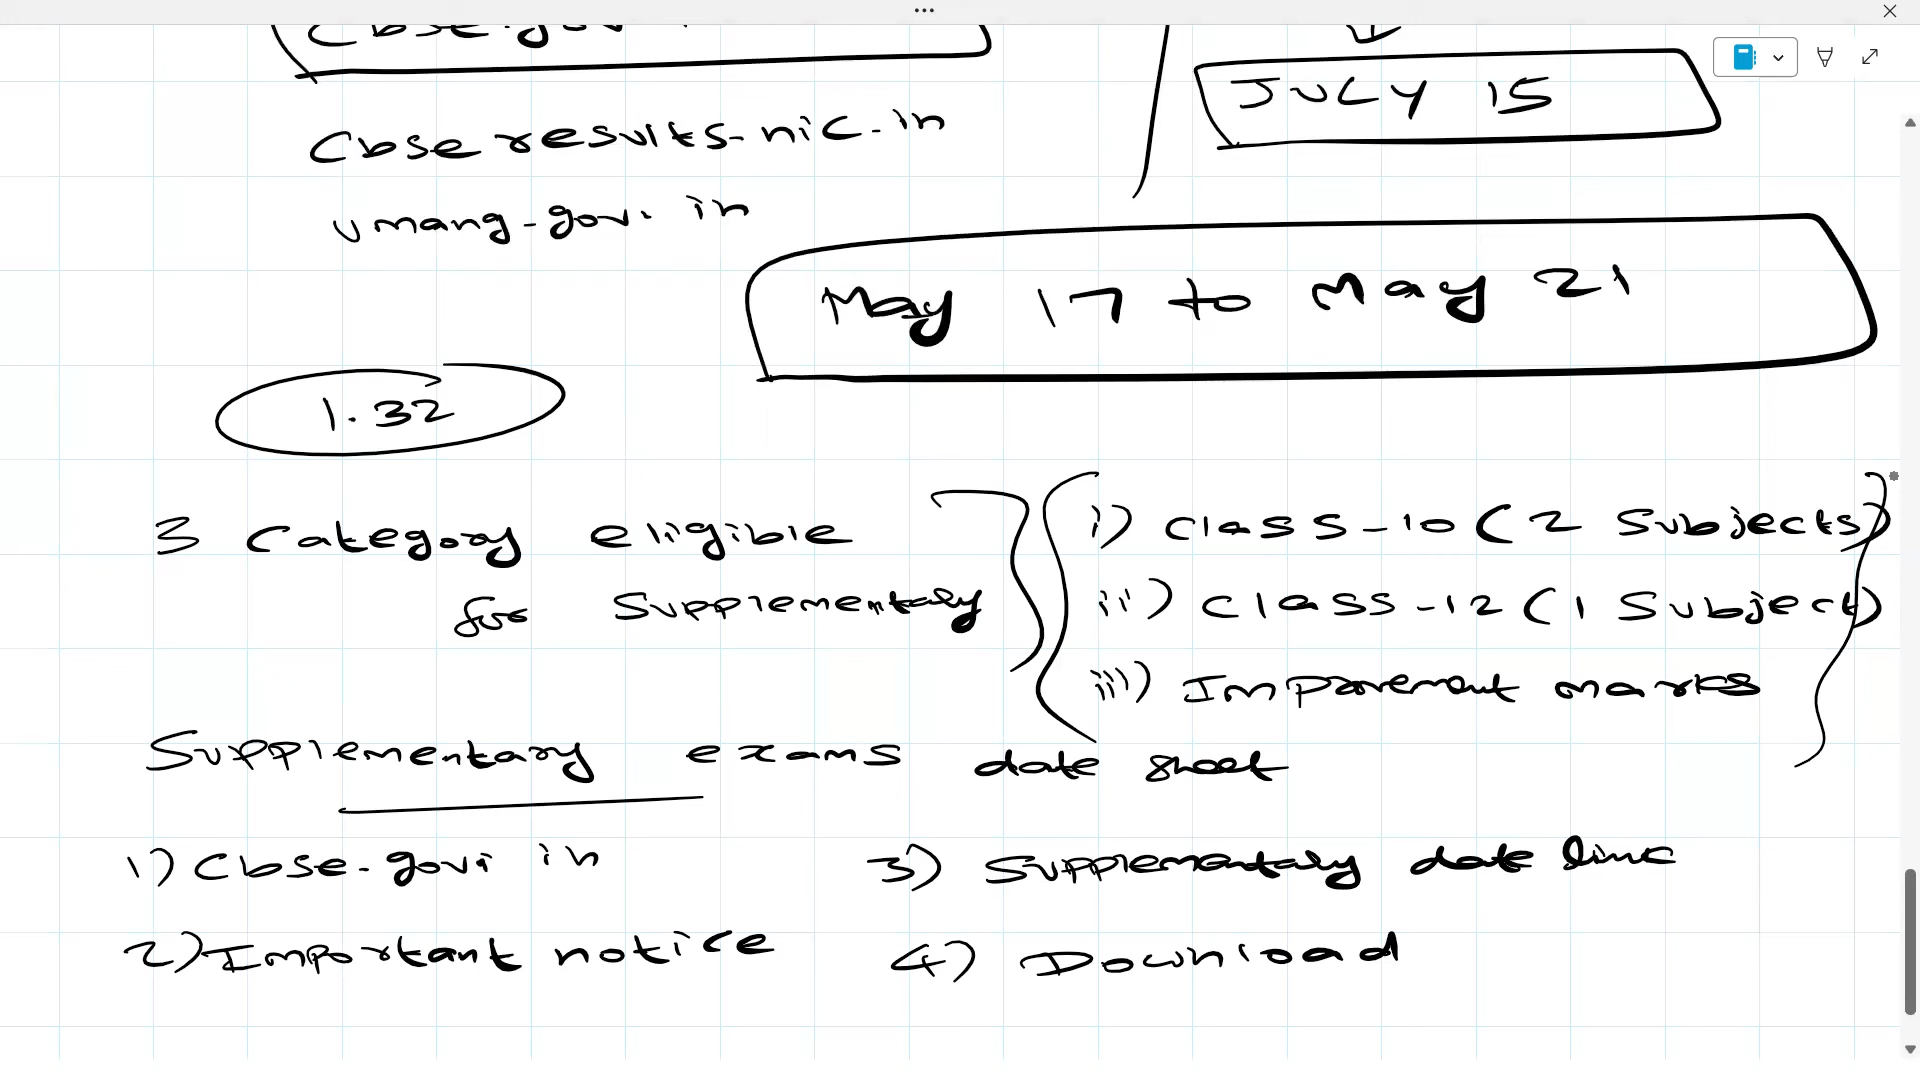 JULY 15
Cbse results.nic.in
umang.gov.in
May 17 to May 21
1.32
3 Category eligible
for Supplementary
i) Class-10 (2 Subjects)
ii) Class-12 (1 Subject)
iii) Improvement marks
Supplementary exams date sheet
1) Cbse.gov.in
2) Important notice
3) Supplementary date
4) Download